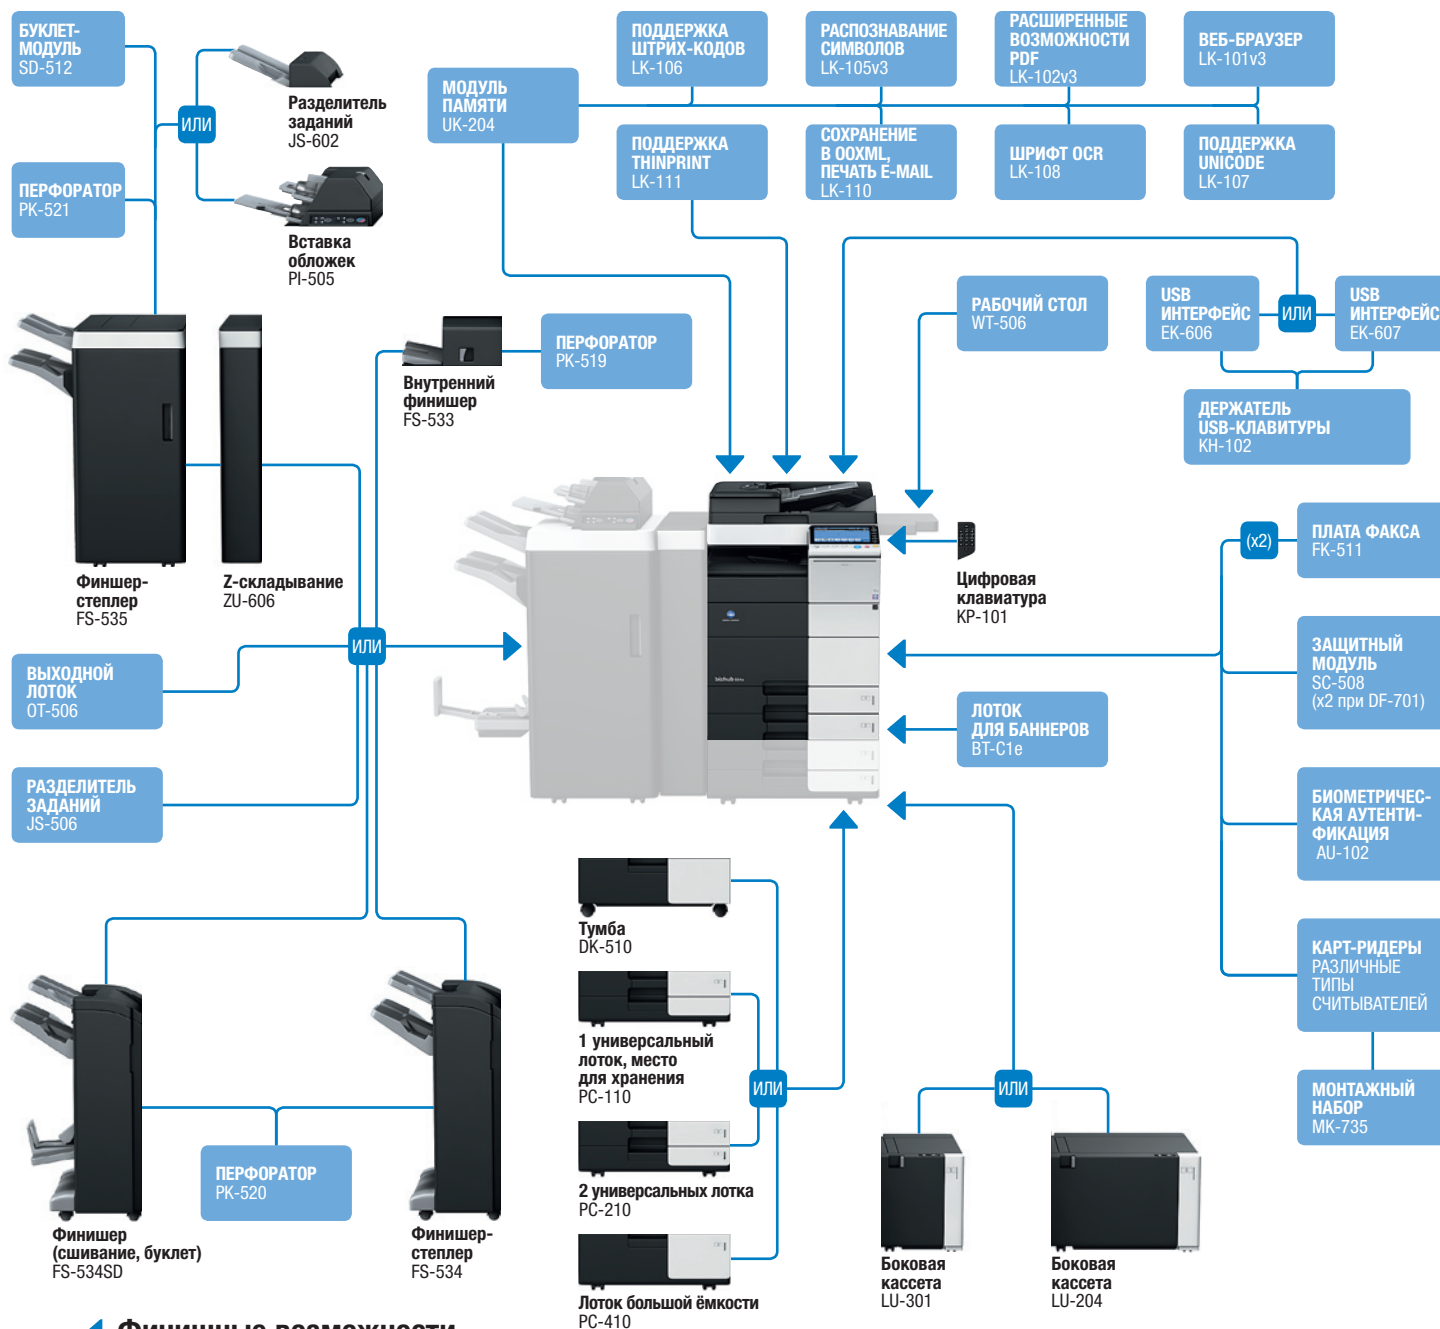 БУКЛЕТ-
МОДУЛЬ
SD-512
Разделитель
заданий
JS-602
ИЛИ
ПЕРФОРАТОР
PK-521
Вставка
обложек
PI-505
МОДУЛЬ
ПАМЯТИ
UK-204
ПОДДЕРЖКА
ШТРИХ-КОДОВ
LK-106
РАСПОЗНАВАНИЕ
СИМВОЛОВ
LK-105v3
РАСШИРЕННЫЕ
ВОЗМОЖНОСТИ
PDF
LK-102v3
ВЕБ-БРАУЗЕР
LK-101v3
ПОДДЕРЖКА
THINPRINT
LK-111
СОХРАНЕНИЕ
В OOXML,
ПЕЧАТЬ E-MAIL
LK-110
ШРИФТ OCR
LK-108
ПОДДЕРЖКА
UNICODE
LK-107
РАБОЧИЙ СТОЛ
WT-506
USB
ИНТЕРФЕЙС
EK-606
ИЛИ
USB
ИНТЕРФЕЙС
EK-607
ДЕРЖАТЕЛЬ
USB-КЛАВИТУРЫ
KH-102
Внутренний
финишер
FS-533
ПЕРФОРАТОР
PK-519
Финшер-
степлер
FS-535
Z-складывание
ZU-606
ИЛИ
ВЫХОДНОЙ
ЛОТОК
OT-506
РАЗДЕЛИТЕЛЬ
ЗАДАНИЙ
JS-506
bizhub
Цифровая
клавиатура
KP-101
(x2)
ПЛАТА ФАКСА
FK-511
ЗАЩИТНЫЙ
МОДУЛЬ
SC-508
(x2 при DF-701)
ЛОТОК
ДЛЯ БАННЕРОВ
BT-C1e
БИОМЕТРИЧЕС-
КАЯ АУТЕНТИ-
ФИКАЦИЯ
AU-102
КАРТ-РИДЕРЫ
РАЗЛИЧНЫЕ
ТИПЫ
СЧИТЫВАТЕЛЕЙ
МОНТАЖНЫЙ
НАБОР
MK-735
Тумба
DK-510
1 универсальный
лоток, место
для хранения
PC-110
ИЛИ
2 универсальных лотка
PC-210
Лоток большой ёмкости
PC-410
ИЛИ
Боковая
кассета
LU-301
Боковая
кассета
LU-204
ПЕРФОРАТОР
PK-520
Финишер
(сшивание, буклет)
FS-534SD
Финишер-
степлер
FS-534
Финишные возможности